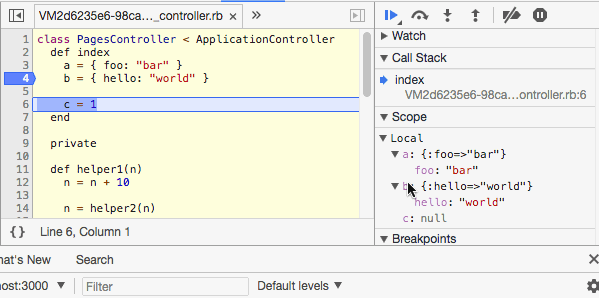 VM2d6235e6-98ca..._controller.rb × »
1 class PagesController < ApplicationController
2 def index
3 a = { foo: "bar" }
4 b = { hello: "world" }
5
6 c = 1
7 end
8
9 private
10
11 def helper1(n)
12 n = n + 10
13
14 n = helper2(n)
{} Line 6, Column 1
Watch
Call Stack
index
VM2d6235e6-98ca...ontroller.rb:6
Scope
Local
a: {:foo=>"bar"}
foo: "bar"
{:hello=>"world"}
hello: "world"
c: null
Breakpoints
hat's New Search
ost:3000 Filter Default levels